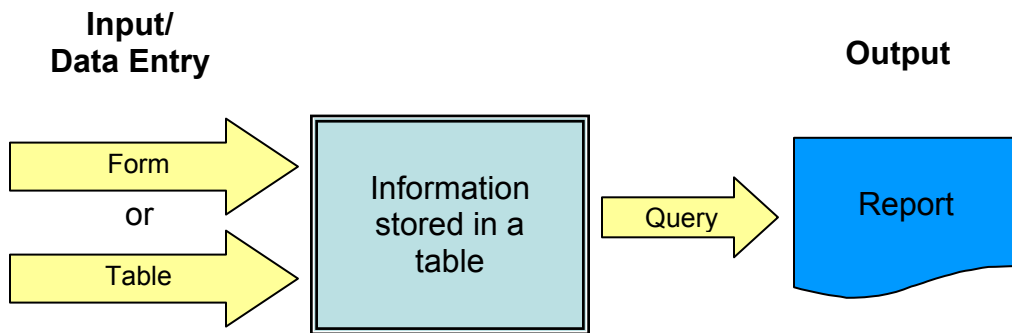 Input/
Data Entry
Output
Form
or
Table
Information
stored in a
table
Query
Report